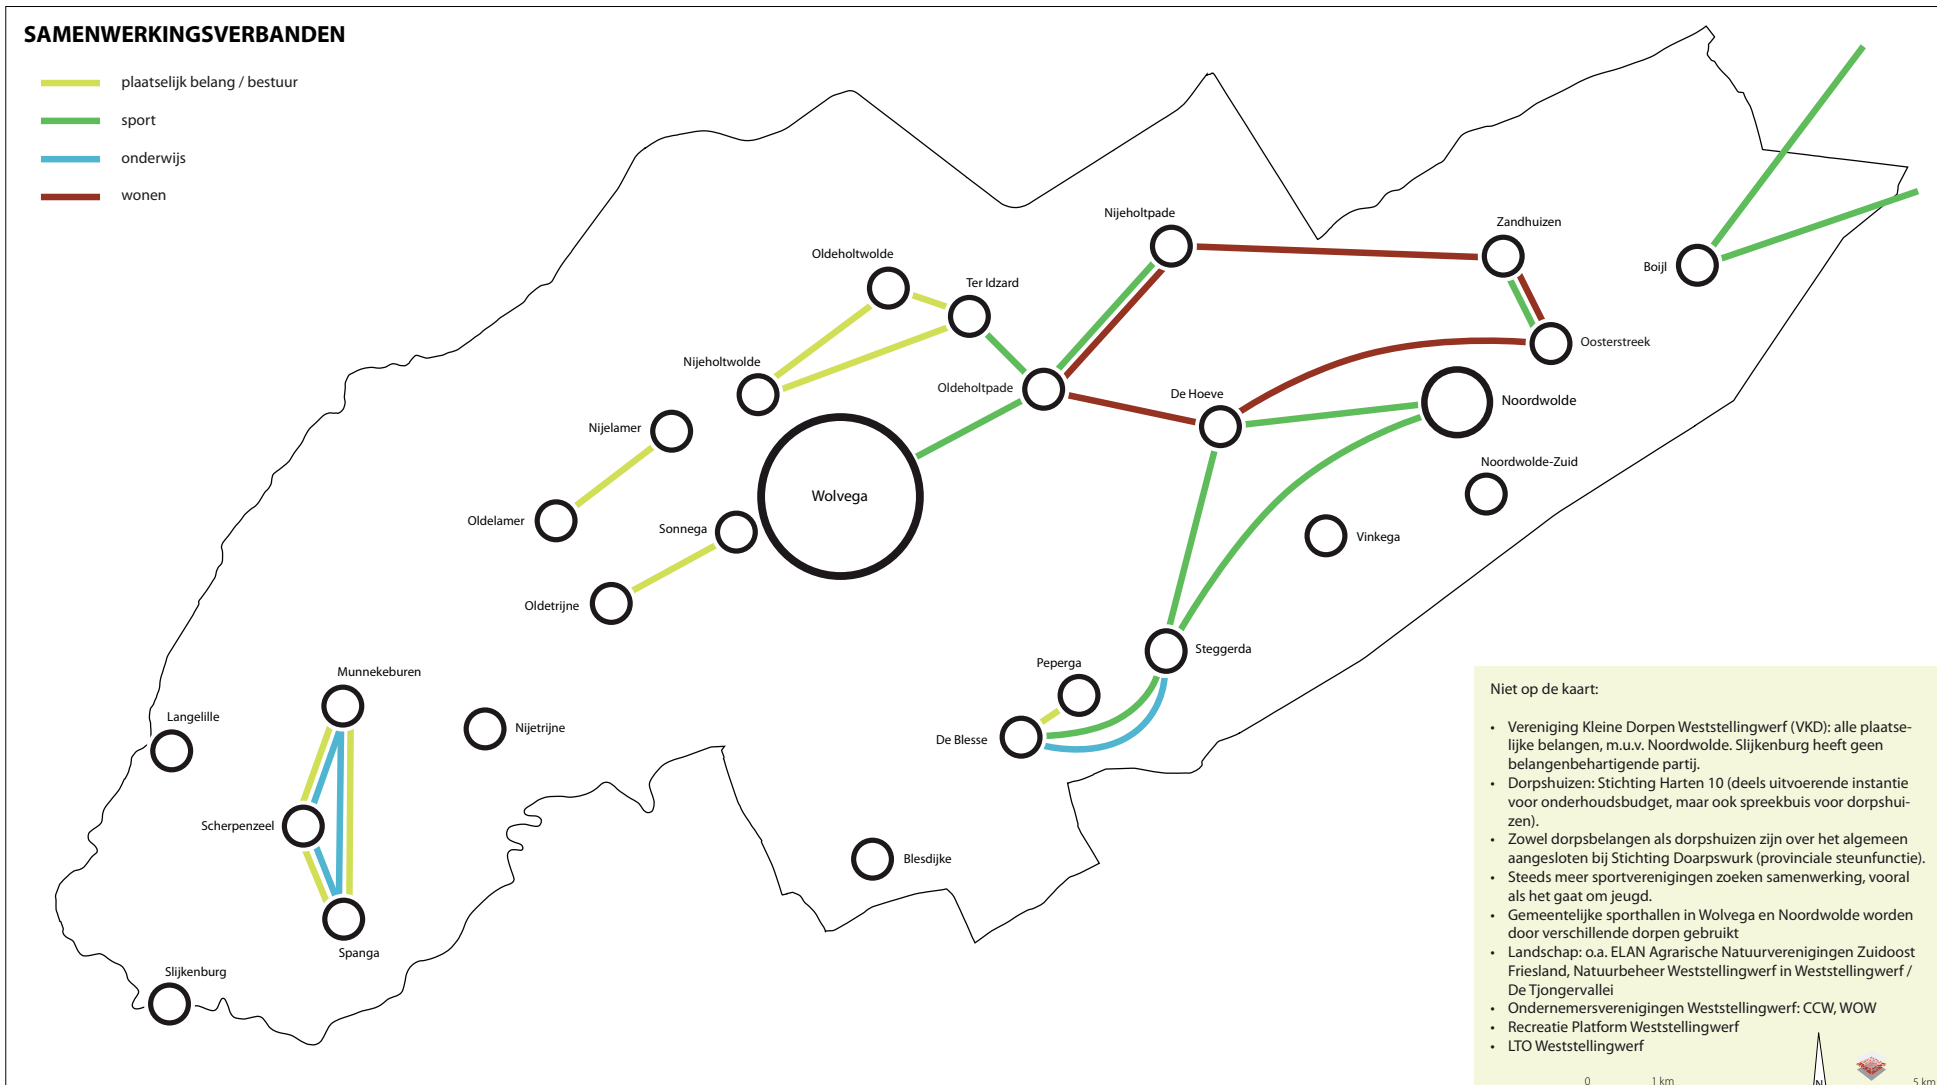 SAMENWERKINGSVERBANDEN
plaatselijk belang / bestuur
sport
onderwijs
wonen
Nijeholtpade
Zandhuizen
Oldeholtwolde
Boijl
Ter Idzard
Oosterstreek
Nijeholtwolde
Oldeholtpade
De Hoeve
Noordwolde
Nijelamer
Noordwolde-Zuid
Wolvega
Oldelamer
Sonnega
Vinkega
Oldetrijne
Steggerda
Peperga
Munnekeburen
Langelille
Nijetrijne
De Blesse
Scherpenzeel
Blesdijke
Spanga
Slijkenburg
Niet op de kaart:
• Vereniging Kleine Dorpen Weststellingwerf (VKD): alle plaatse-
lijke belangen, m.u.v. Noordwolde. Slijkenburg heeft geen
belangenbehartigende partij.
• Dorpshuizen: Stichting Harten 10 (deels uitvoerende instantie
voor onderhoudsbudget, maar ook spreekbuis voor dorpshui-
zen).
• Zowel dorpsbelangen als dorpshuizen zijn over het algemeen
aangesloten bij Stichting Doarpswurk (provinciale steunfunctie).
• Steeds meer sportverenigingen zoeken samenwerking, vooral
als het gaat om jeugd.
• Gemeentelijke sporthallen in Wolvega en Noordwolde worden
door verschillende dorpen gebruikt
• Landschap: o.a. ELAN Agrarische Natuurverenigingen Zuidoost
Friesland, Natuurbeheer Weststellingwerf in Weststellingwerf /
De Tjongervallei
• Ondernemersverenigingen Weststellingwerf: CCW, WOW
• Recreatie Platform Weststellingwerf
• LTO Weststellingwerf
0 1 km N 5 km